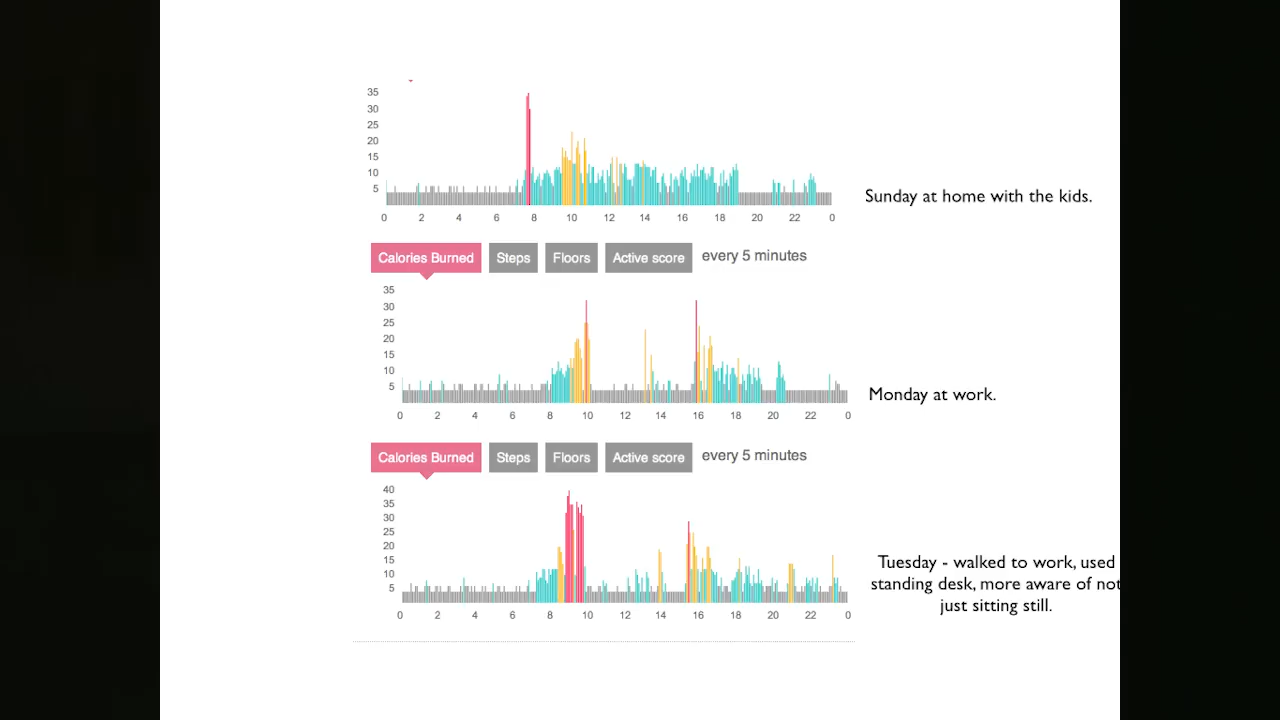 35
30
25
20
15
10
5
0 2 4 6 8 10 12 14 16 18 20 22 0
Sunday at home with the kids.
Calories Burned Steps Floors Active score every 5 minutes
35
30
25
20
15
10
5
0 2 4 6 8 10 12 14 16 18 20 22 0
Monday at work.
Calories Burned Steps Floors Active score every 5 minutes
40
35
30
25
20
15
10
5
0 2 4 6 8 10 12 14 16 18 20 22 0
Tuesday - walked to work, used
standing desk, more aware of not
just sitting still.